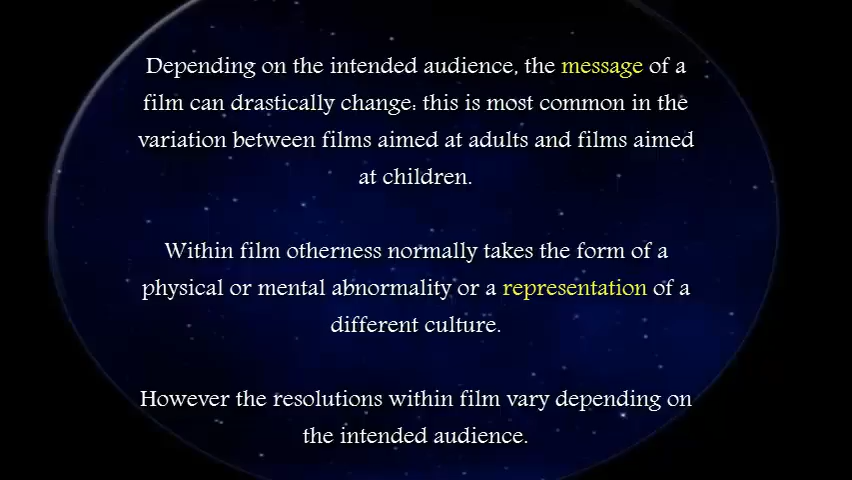 Depending on the intended audience, the message of a
film can drastically change: this is most common in the
variation between films aimed at adults and films aimed
at children.
Within film otherness normally takes the form of a
physical or mental abnormality or a representation of a
different culture.
However the resolutions within film vary depending on
the intended audience.